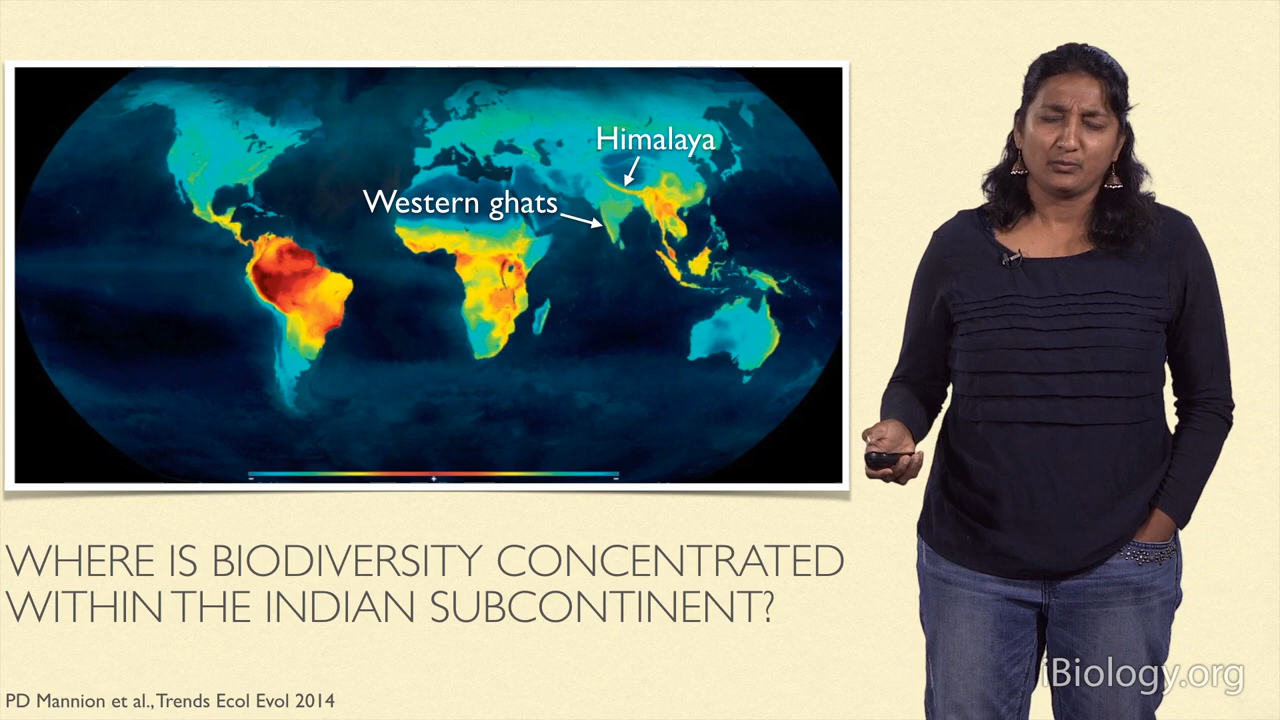 Himalaya
Western ghats
WHERE IS BIODIVERSITY CONCENTRATED
WITHIN THE INDIAN SUBCONTINENT?
PD Mannion et al., Trends Ecol Evol 2014
iBiology.org